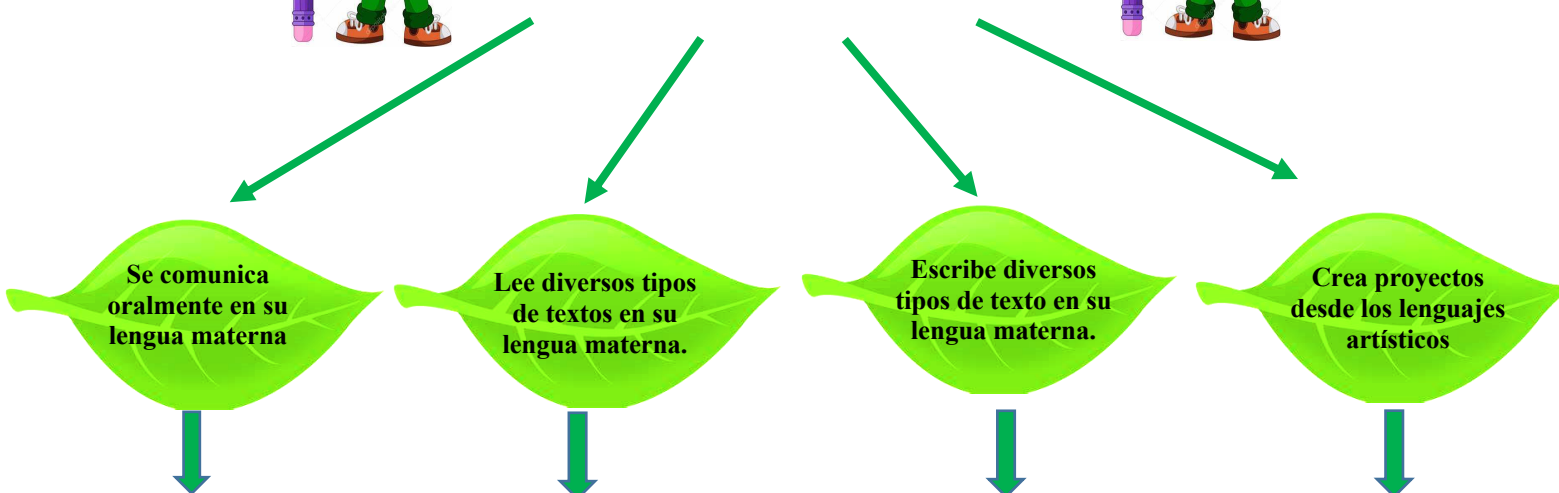 Se comunica
oralmente en su
lengua materna
Lee diversos tipos
de textos en su
lengua materna.
Escribe diversos
tipos de texto en su
lengua materna.
Crea proyectos
desde los lenguajes
artísticos